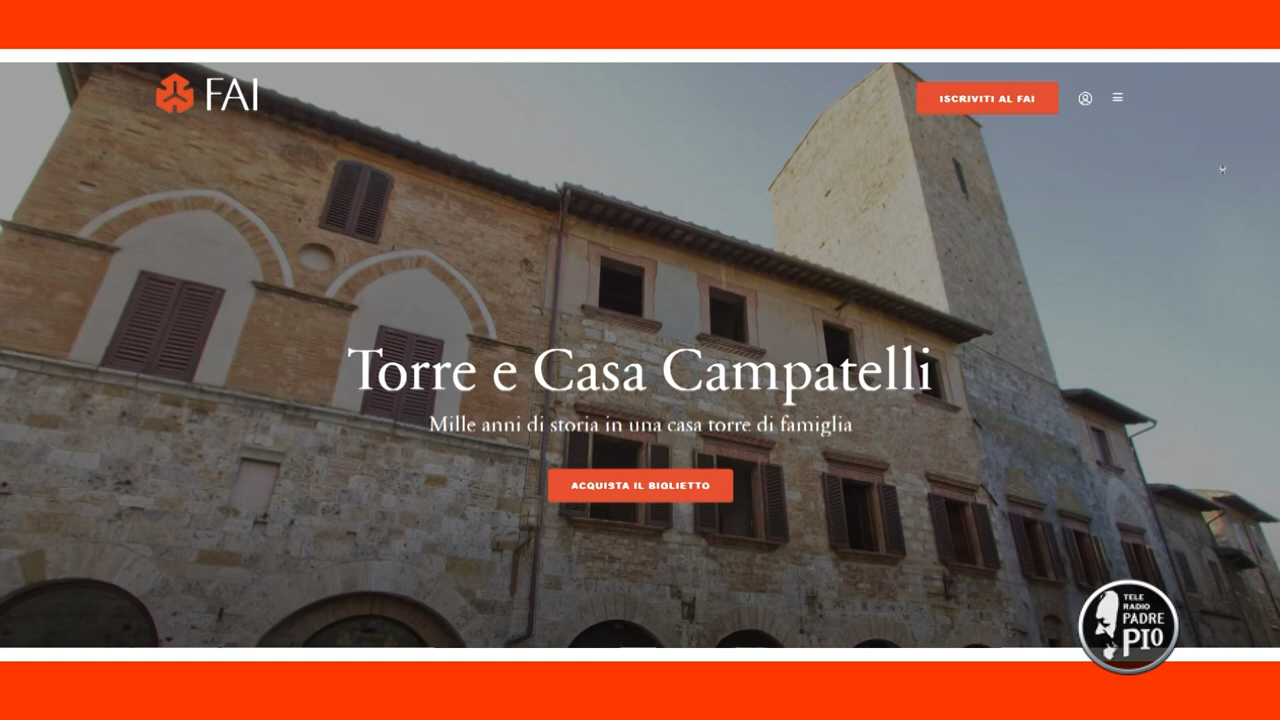 FAI
ISCRIVITI AL FAI
Torre e Casa Campatelli
Mille anni di storia in una casa torre di famiglia
ACQUISTA IL BIGLIETTO
TELE
RADIO
PADRE
PIO